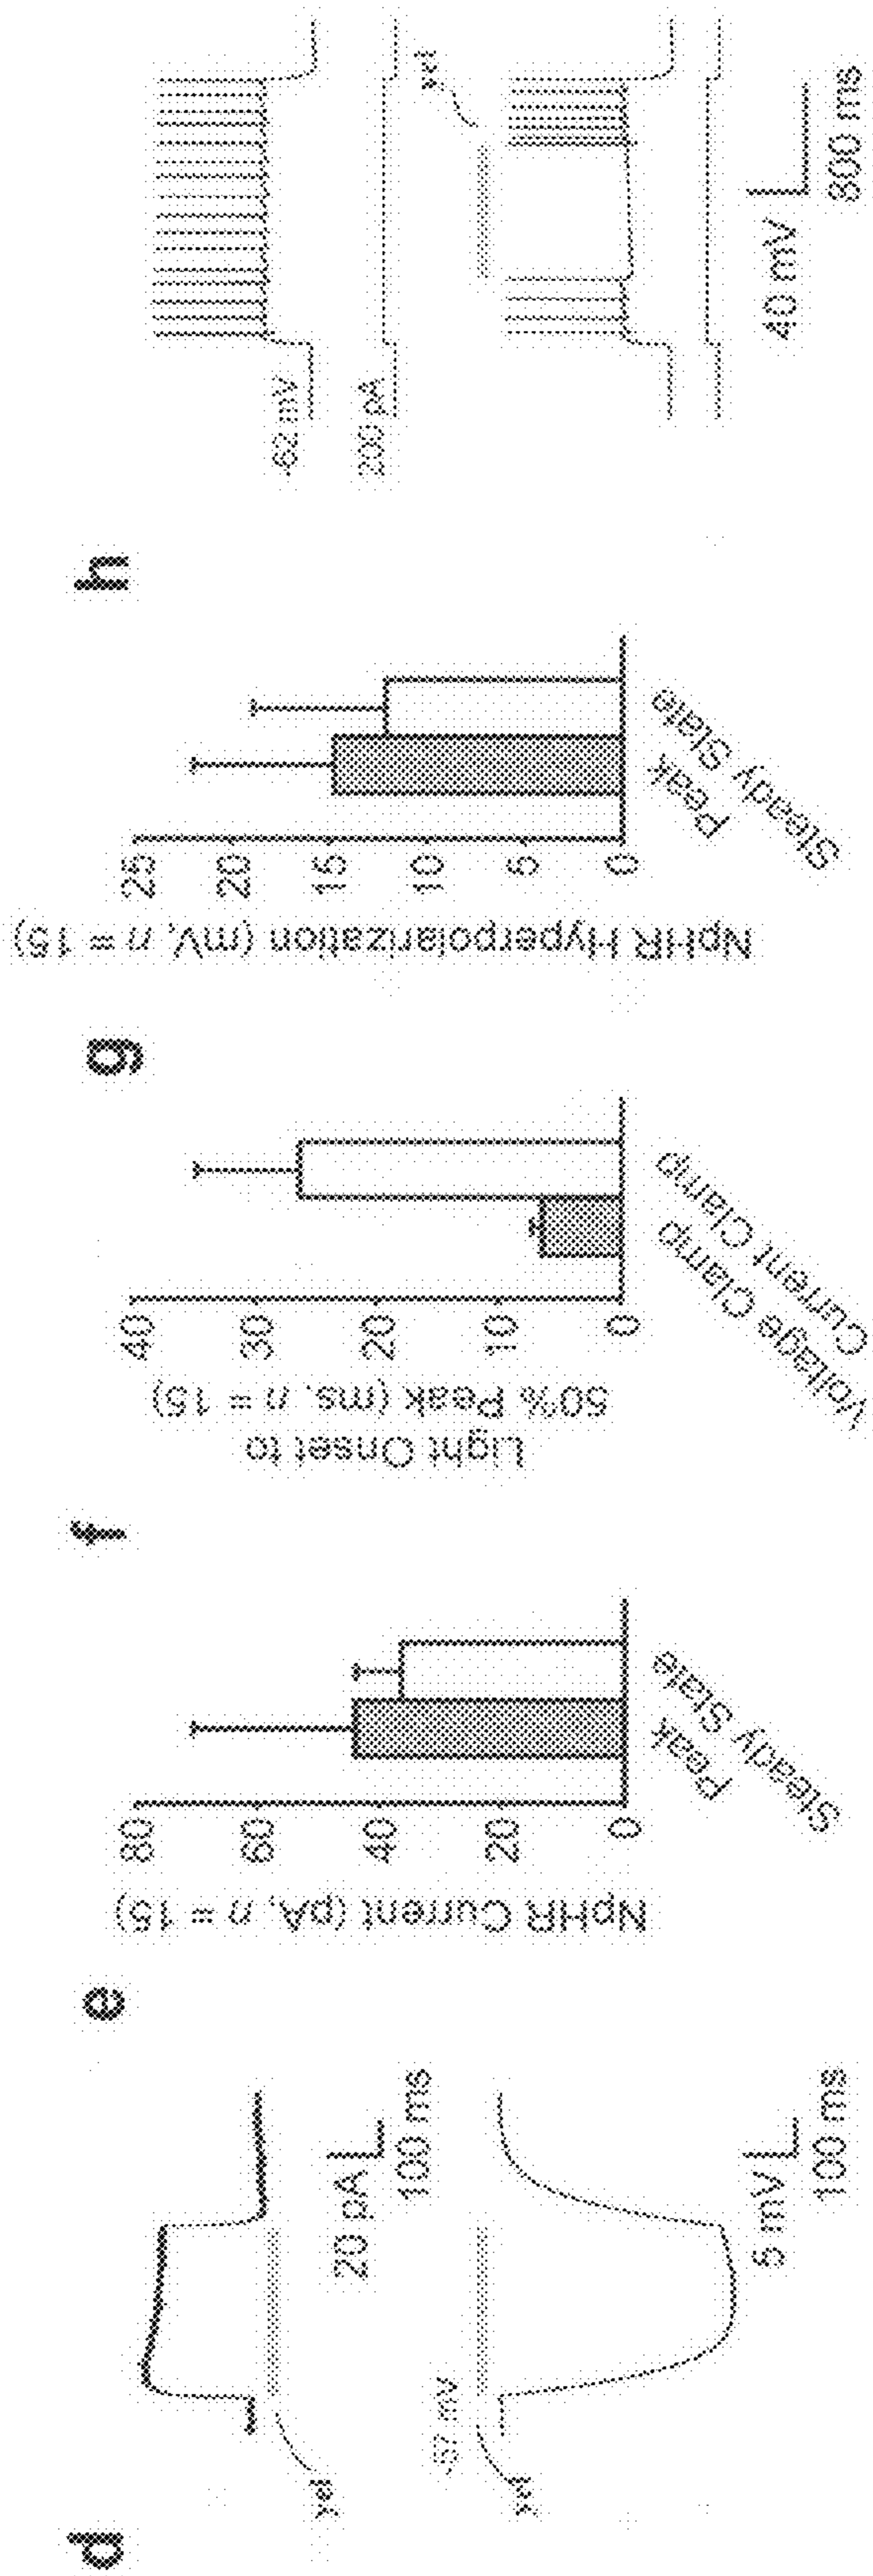 d
yel
20 pA
100 ms
-37 mV
yel
5 mV
100 ms
e
NpHR Current (pA, n = 15)
80
60
40
20
0
Peak
Steady State
f
Light Onset to
50% Peak (ms, n = 15)
40
30
20
10
0
Voltage Clamp
Current Clamp
g
NpHR Hyperpolarization (mV, n = 15)
25
20
15
10
5
0
Peak
Steady State
h
-62 mV
200 pA
yel
40 mV
800 ms